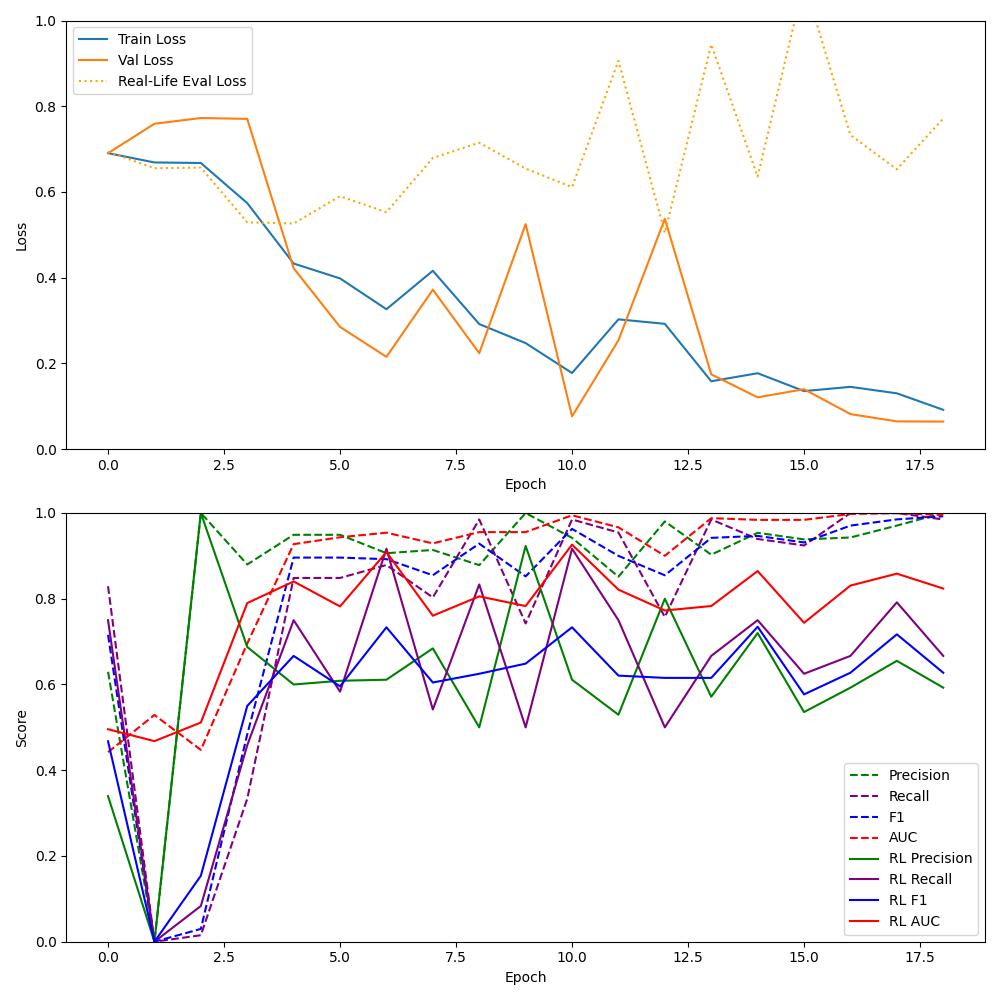 1.0
0.8
0.6
0.4
0.2
0.0
Loss
Train Loss
Val Loss
Real-Life Eval Loss
0.0 2.5 5.0 7.5 10.0 12.5 15.0 17.5
Epoch
1.0
0.8
0.6
0.4
0.2
0.0
Score
Precision
Recall
F1
AUC
RL Precision
RL Recall
RL F1
RL AUC
0.0 2.5 5.0 7.5 10.0 12.5 15.0 17.5
Epoch